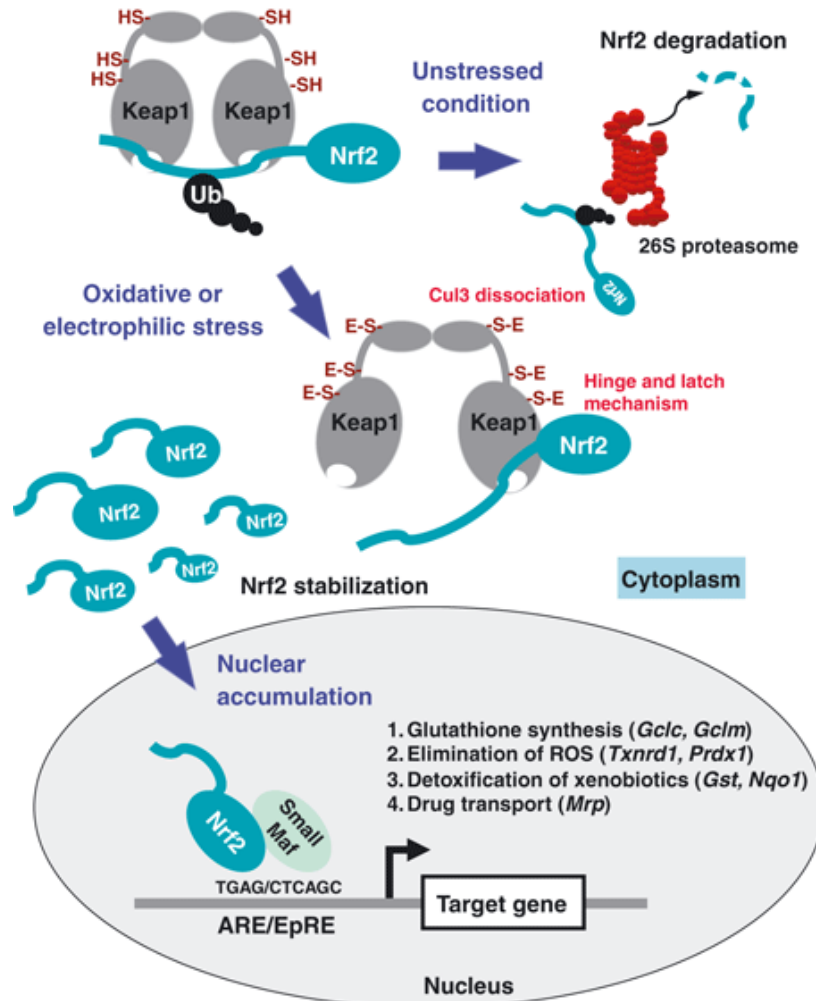 HS-
-SH
HS-
HS-
-SH
-SH
Keap1
Keap1
Nrf2
Ub
Unstressed
condition
Nrf2 degradation
26S proteasome
Nrf2
Oxidative or
electrophilic stress
Cul3 dissociation
E-S-
-S-E
E-S-
E-S-
-S-E
-S-E
Keap1
Keap1
Hinge and latch
mechanism
Nrf2
Nrf2
Nrf2
Nrf2
Nrf2
Nrf2
Nrf2 stabilization
Cytoplasm
Nuclear
accumulation
1. Glutathione synthesis (Gclc, Gclm)
2. Elimination of ROS (Txnrd1, Prdx1)
3. Detoxification of xenobiotics (Gst, Nqo1)
4. Drug transport (Mrp)
Nrf2
Small
Maf
TGAG/CTCAGC
ARE/EpRE
Target gene
Nucleus